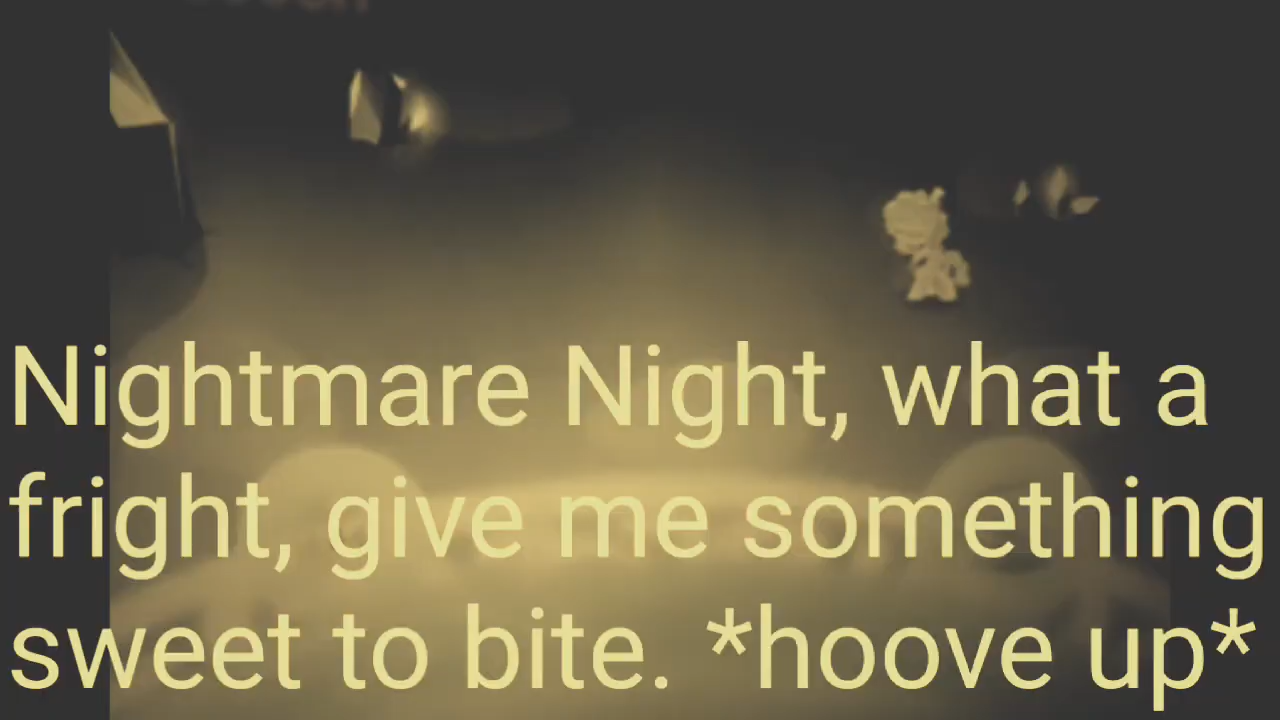 Nightmare Night, what a
fright, give me something
sweet to bite. *hoove up*